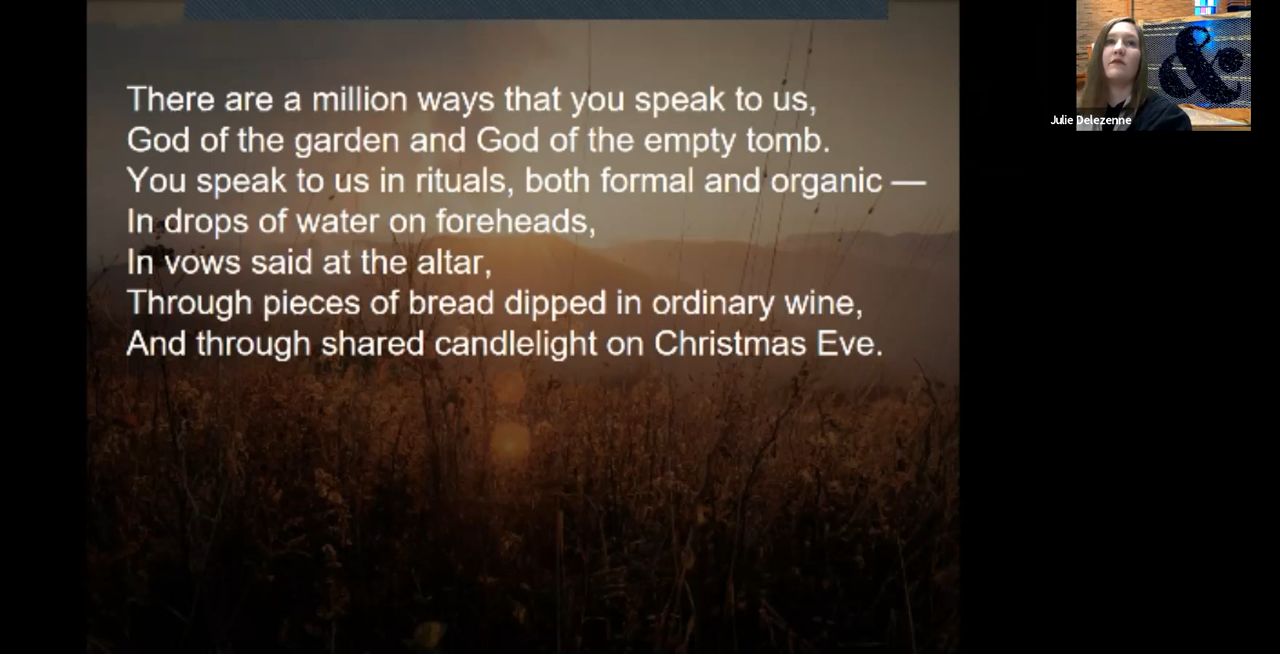 There are a million ways that you speak to us,
God of the garden and God of the empty tomb.
You speak to us in rituals, both formal and organic —
In drops of water on foreheads,
In vows said at the altar,
Through pieces of bread dipped in ordinary wine,
And through shared candlelight on Christmas Eve.
&
Julie Delezenne